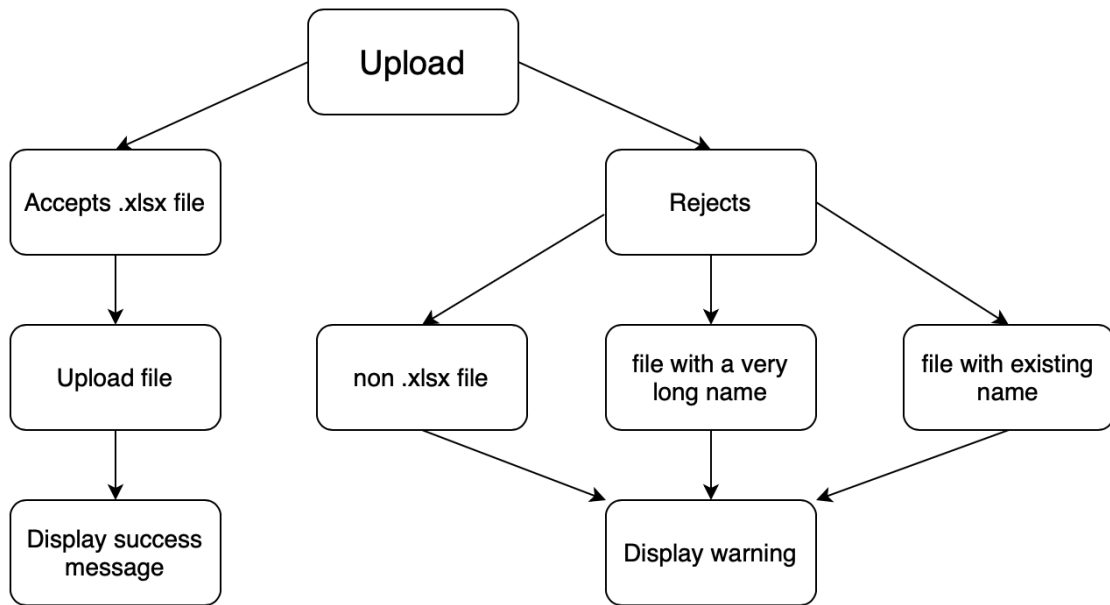 Upload
Accepts .xlsx file
Rejects
Upload file
non .xlsx file
file with a very
long name
file with existing
name
Display success
message
Display warning